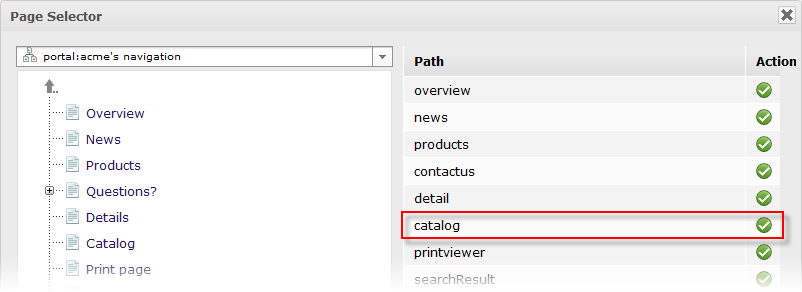 Page Selector
portal:acme's navigation
..
Overview
News
Products
Questions?
Details
Catalog
Print page
Path Action
overview
news
products
contactus
detail
catalog
printviewer
searchResult